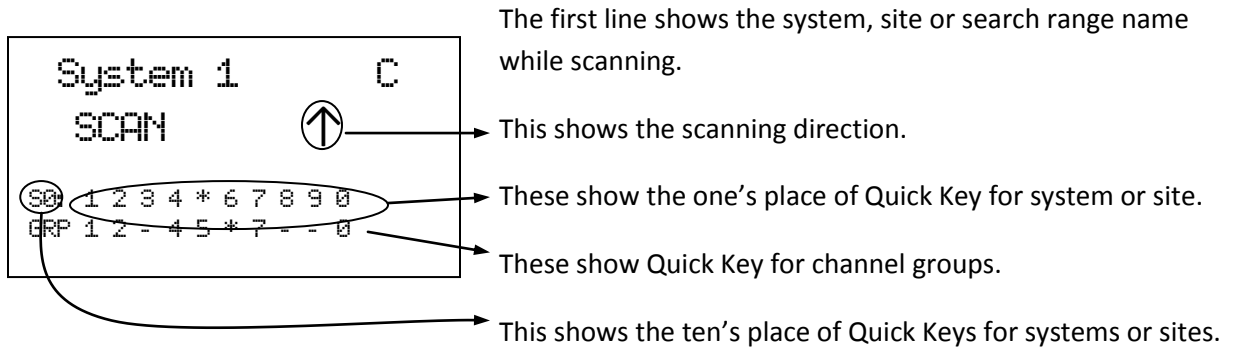 The first line shows the system, site or search range name
while scanning.
System 1 C
SCAN ↑
This shows the scanning direction.
S0: 1 2 3 4 * 6 7 8 9 0
These show the one’s place of Quick Key for system or site.
GRP 1 2 - 4 5 * 7 - - 0
These show Quick Key for channel groups.
This shows the ten’s place of Quick Keys for systems or sites.